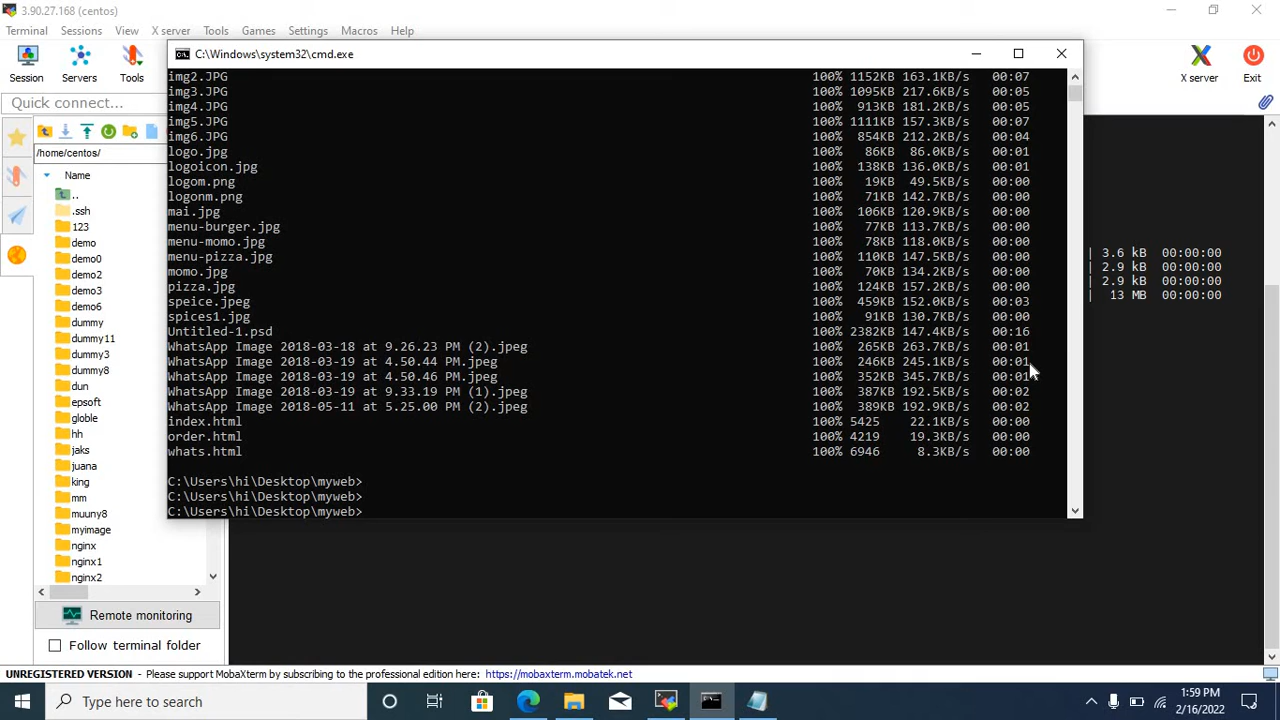 3.90.27.168 (centos)
Terminal Sessions View X server Tools Games Settings Macros Help
Session Servers Tools X server Exit
Quick connect...
/home/centos/
Name
..
.ssh
123
demo
demo0
demo2
demo3
demo6
dummy
dummy11
dummy3
dummy8
dun
epsoft
globle
hh
jaks
juana
king
mm
muuny8
myimage
nginx
nginx1
nginx2
Remote monitoring
Follow terminal folder
C:\Windows\system32\cmd.exe
img2.JPG 100% 1152KB 163.1KB/s 00:07
img3.JPG 100% 1095KB 217.6KB/s 00:05
img4.JPG 100% 913KB 181.2KB/s 00:05
img5.JPG 100% 1111KB 157.3KB/s 00:07
img6.JPG 100% 854KB 212.2KB/s 00:04
logo.jpg 100% 86KB 86.0KB/s 00:01
logoicon.jpg 100% 138KB 136.0KB/s 00:01
logom.png 100% 19KB 49.5KB/s 00:00
logonm.png 100% 71KB 142.7KB/s 00:00
mai.jpg 100% 106KB 120.9KB/s 00:00
menu-burger.jpg 100% 77KB 113.7KB/s 00:00
menu-momo.jpg 100% 78KB 118.0KB/s 00:00
menu-pizza.jpg 100% 110KB 147.5KB/s 00:00
momo.jpg 100% 70KB 134.2KB/s 00:00
pizza.jpg 100% 124KB 157.2KB/s 00:00
speice.jpeg 100% 459KB 152.0KB/s 00:03
spices1.jpg 100% 91KB 130.7KB/s 00:00
Untitled-1.psd 100% 2382KB 147.4KB/s 00:16
WhatsApp Image 2018-03-18 at 9.26.23 PM (2).jpeg 100% 265KB 263.7KB/s 00:01
WhatsApp Image 2018-03-19 at 4.50.44 PM.jpeg 100% 246KB 245.1KB/s 00:01
WhatsApp Image 2018-03-19 at 4.50.46 PM.jpeg 100% 352KB 345.7KB/s 00:01
WhatsApp Image 2018-03-19 at 9.33.19 PM (1).jpeg 100% 387KB 192.5KB/s 00:02
WhatsApp Image 2018-05-11 at 5.25.00 PM (2).jpeg 100% 389KB 192.9KB/s 00:02
index.html 100% 5425 22.1KB/s 00:00
order.html 100% 4219 19.3KB/s 00:00
whats.html 100% 6946 8.3KB/s 00:00
C:\Users\hi\Desktop\myweb>
C:\Users\hi\Desktop\myweb>
C:\Users\hi\Desktop\myweb>
| 3.6 kB 00:00:00
| 2.9 kB 00:00:00
| 2.9 kB 00:00:00
| 13 MB 00:00:00
UNREGISTERED VERSION - Please support MobaXterm by subscribing to the professional edition here: https://mobaxterm.mobatek.net
Type here to search
1:59 PM
2/16/2022